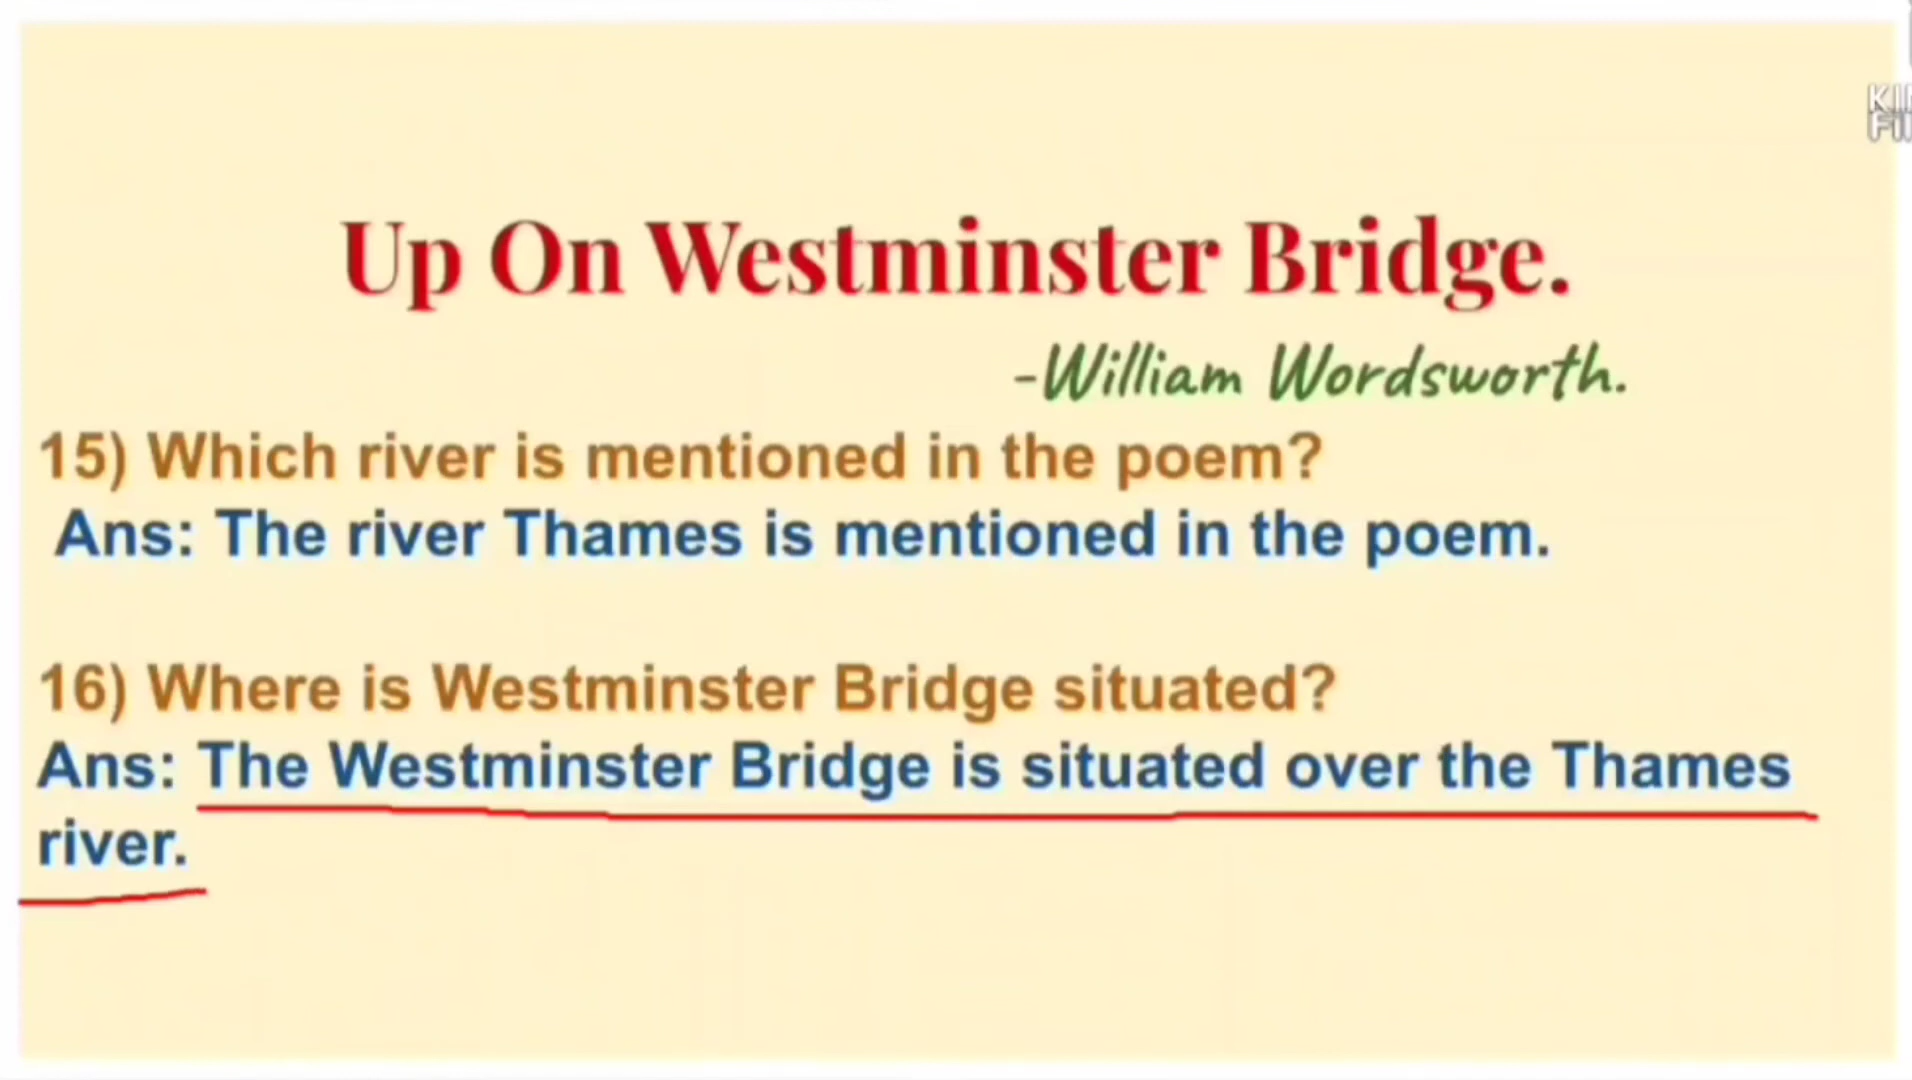 Up On Westminster Bridge.
-William Wordsworth.
15) Which river is mentioned in the poem?
Ans: The river Thames is mentioned in the poem.
16) Where is Westminster Bridge situated?
Ans: The Westminster Bridge is situated over the Thames
river.